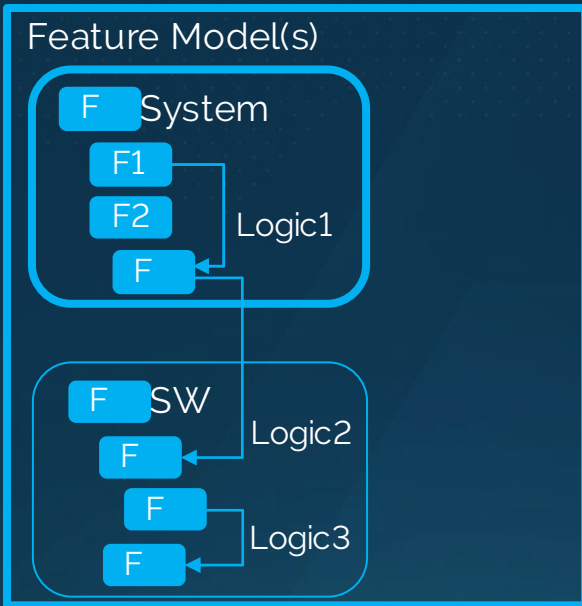 Feature Model(s)
F System
F1
F2
Logic1
F
F SW
Logic2
F
F
Logic3
F